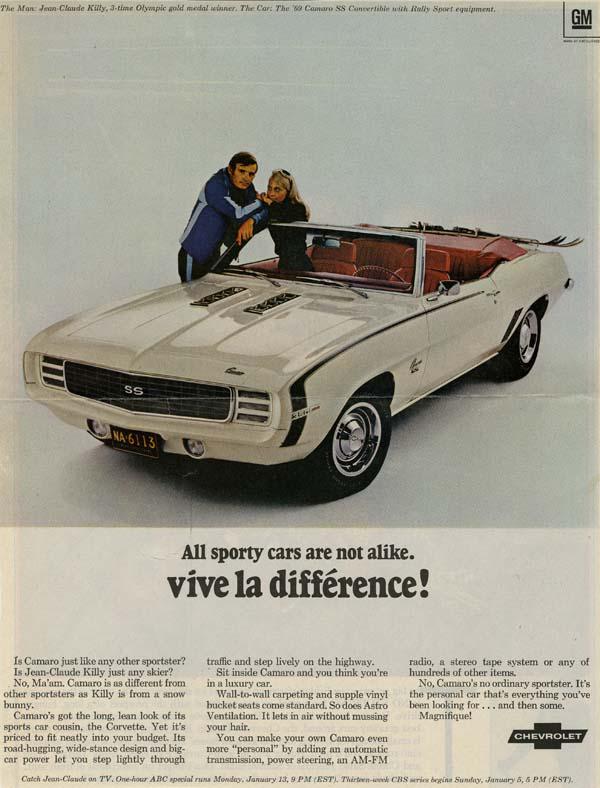 The Man: Jean-Claude Killy, 3-time Olympic gold medal winner. The Car: The '69 Camaro SS Convertible with Rally Sport equipment.
GM
MARK OF EXCELLENCE
SS
Camaro
NA·6113
All sporty cars are not alike.
vive la différence!
Is Camaro just like any other sportster?
Is Jean-Claude Killy just any skier?
No, Ma'am. Camaro is as different from
other sportsters as Killy is from a snow
bunny.
Camaro's got the long, lean look of its
sports car cousin, the Corvette. Yet it's
priced to fit neatly into your budget. Its
road-hugging, wide-stance design and big-
car power let you step lightly through
traffic and step lively on the highway.
Sit inside Camaro and you think you're
in a luxury car.
Wall-to-wall carpeting and supple vinyl
bucket seats come standard. So does Astro
Ventilation. It lets in air without mussing
your hair.
You can make your own Camaro even
more "personal" by adding an automatic
transmission, power steering, an AM-FM
radio, a stereo tape system or any of
hundreds of other items.
No, Camaro's no ordinary sportster. It's
the personal car that's everything you've
been looking for . . . and then some.
Magnifique!
CHEVROLET
Catch Jean-Claude on TV. One-hour ABC special runs Monday, January 13, 9 PM (EST). Thirteen-week CBS series begins Sunday, January 5, 5 PM (EST).